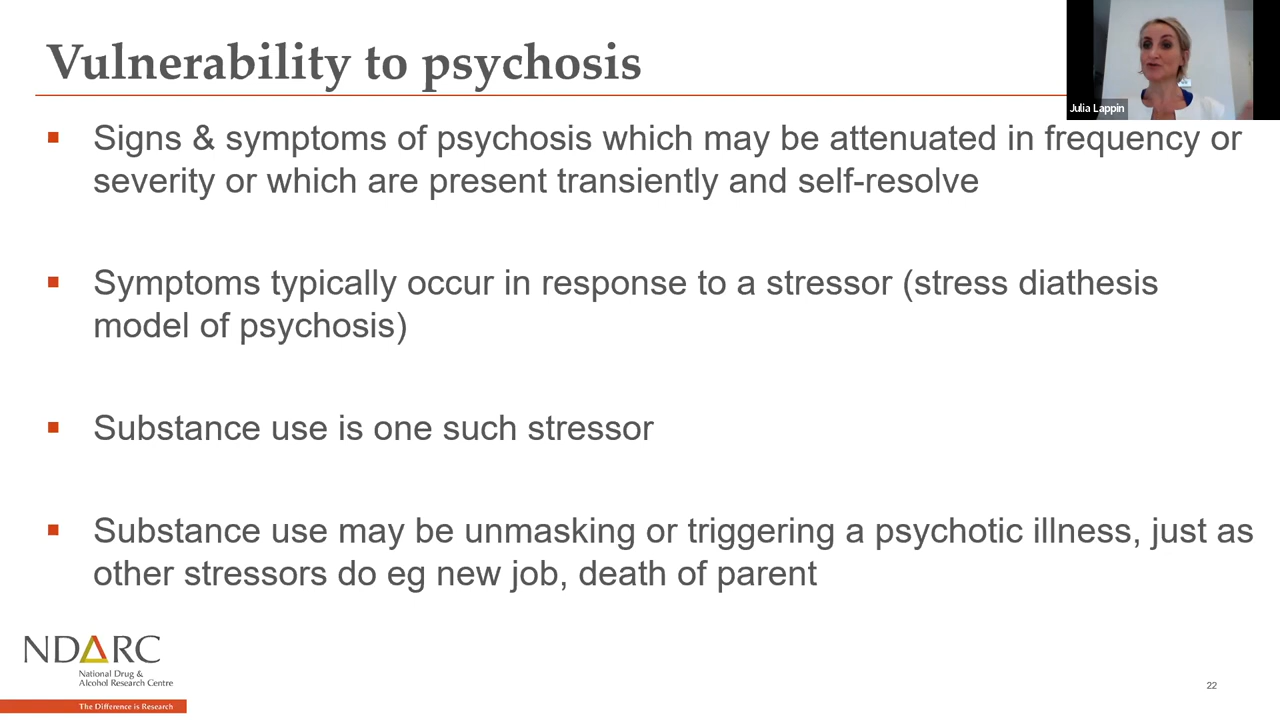 Vulnerability to psychosis
Julia Lappin
Signs & symptoms of psychosis which may be attenuated in frequency or
severity or which are present transiently and self-resolve
Symptoms typically occur in response to a stressor (stress diathesis
model of psychosis)
Substance use is one such stressor
Substance use may be unmasking or triggering a psychotic illness, just as
other stressors do eg new job, death of parent
NDARC
National Drug &
Alcohol Research Centre
The Difference is Research
22